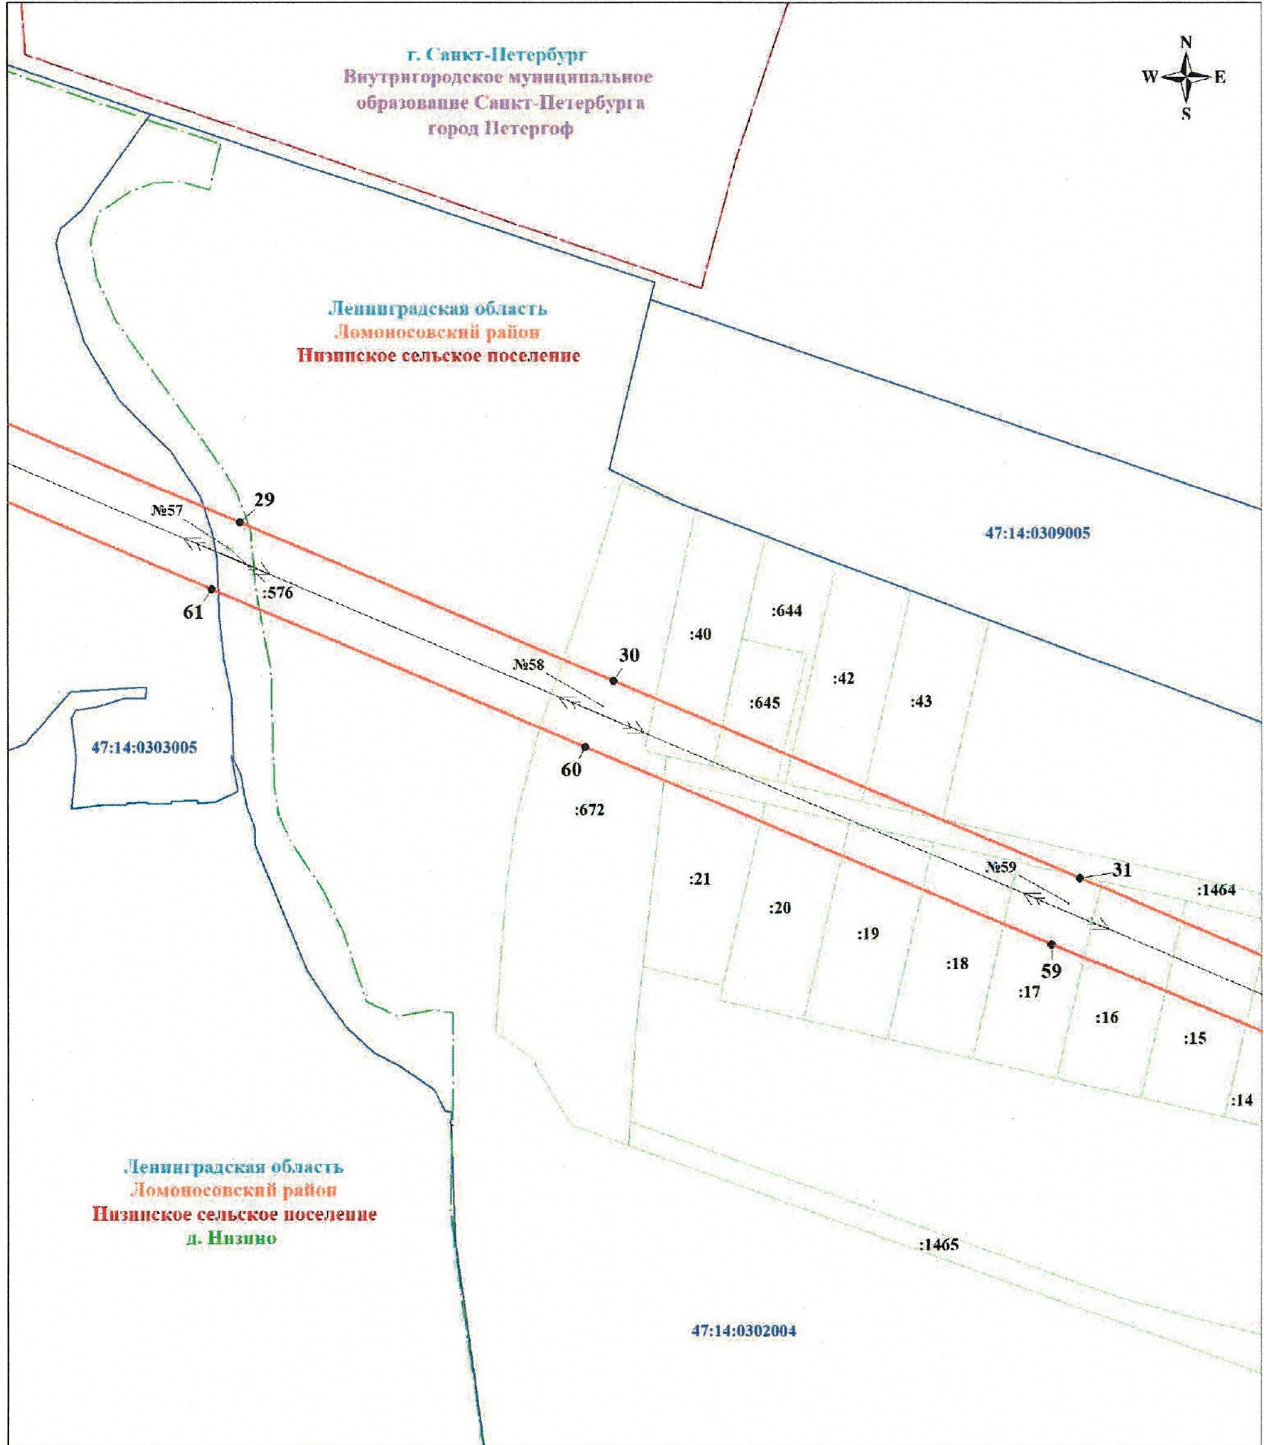 г. Санкт-Петербург
Внутригородское муниципальное
образование Санкт-Петербурга
город Петергоф
N
W E
S
Ленинградская область
Ломоносовский район
Низинское сельское поселение
29
№57
47:14:0309005
:576
61
:644
:40
30
№58
:42
:645
:43
47:14:0303005
60
:672
№59
31
:21
:1464
:20
:19
:18
59
:17
:16
:15
:14
Ленинградская область
Ломоносовский район
Низинское сельское поселение
д. Низино
:1465
47:14:0302004